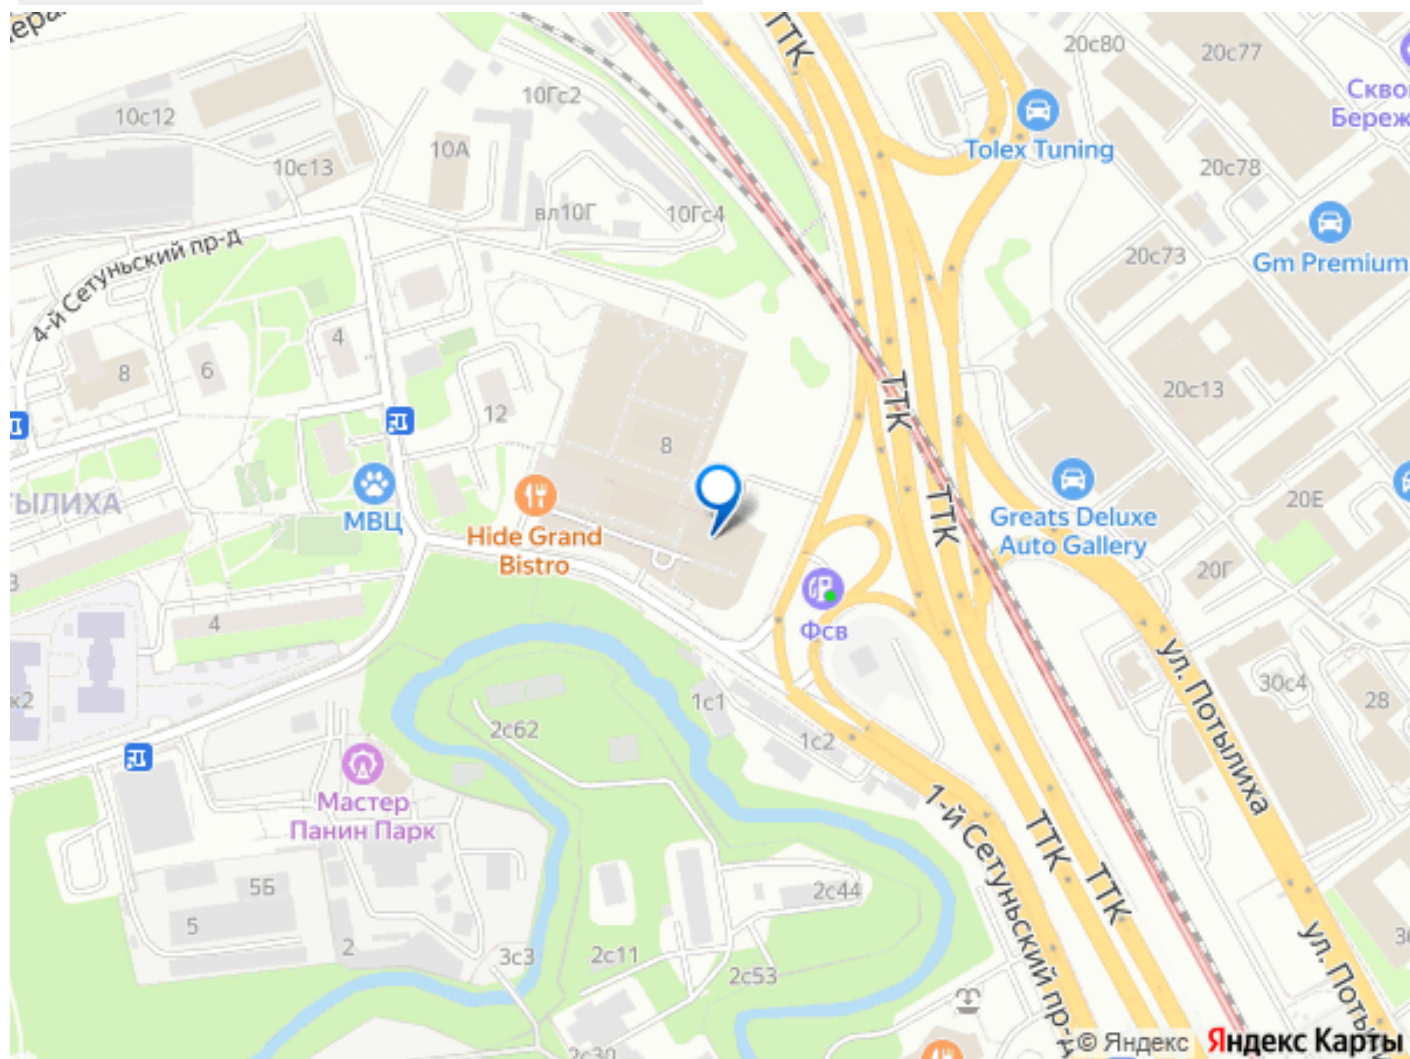 ТТК
20с80
20с77
10Гс2
10с12
Tolex Tuning
10А
10с13
20с78
вл10Г
10Гс4
4-й Сетуньский пр-д
20с73
Gm Premium
4
6
8
20с13
12
ТТК
8
20Е
МВЦ
Hide Grand
Bistro
ТТК
Greats Deluxe
Auto Gallery
20Г
4
Фсв
ул. Потылиха
к2
30с4
28
1с1
2с62
1с2
Мастер
Панин Парк
1-й Сетуньский пр-д
ТТК
ТТК
5Б
2с44
5
2
3с3
2с11
2с53
ул. Поты
2с30
© Яндекс Яндекс Карты